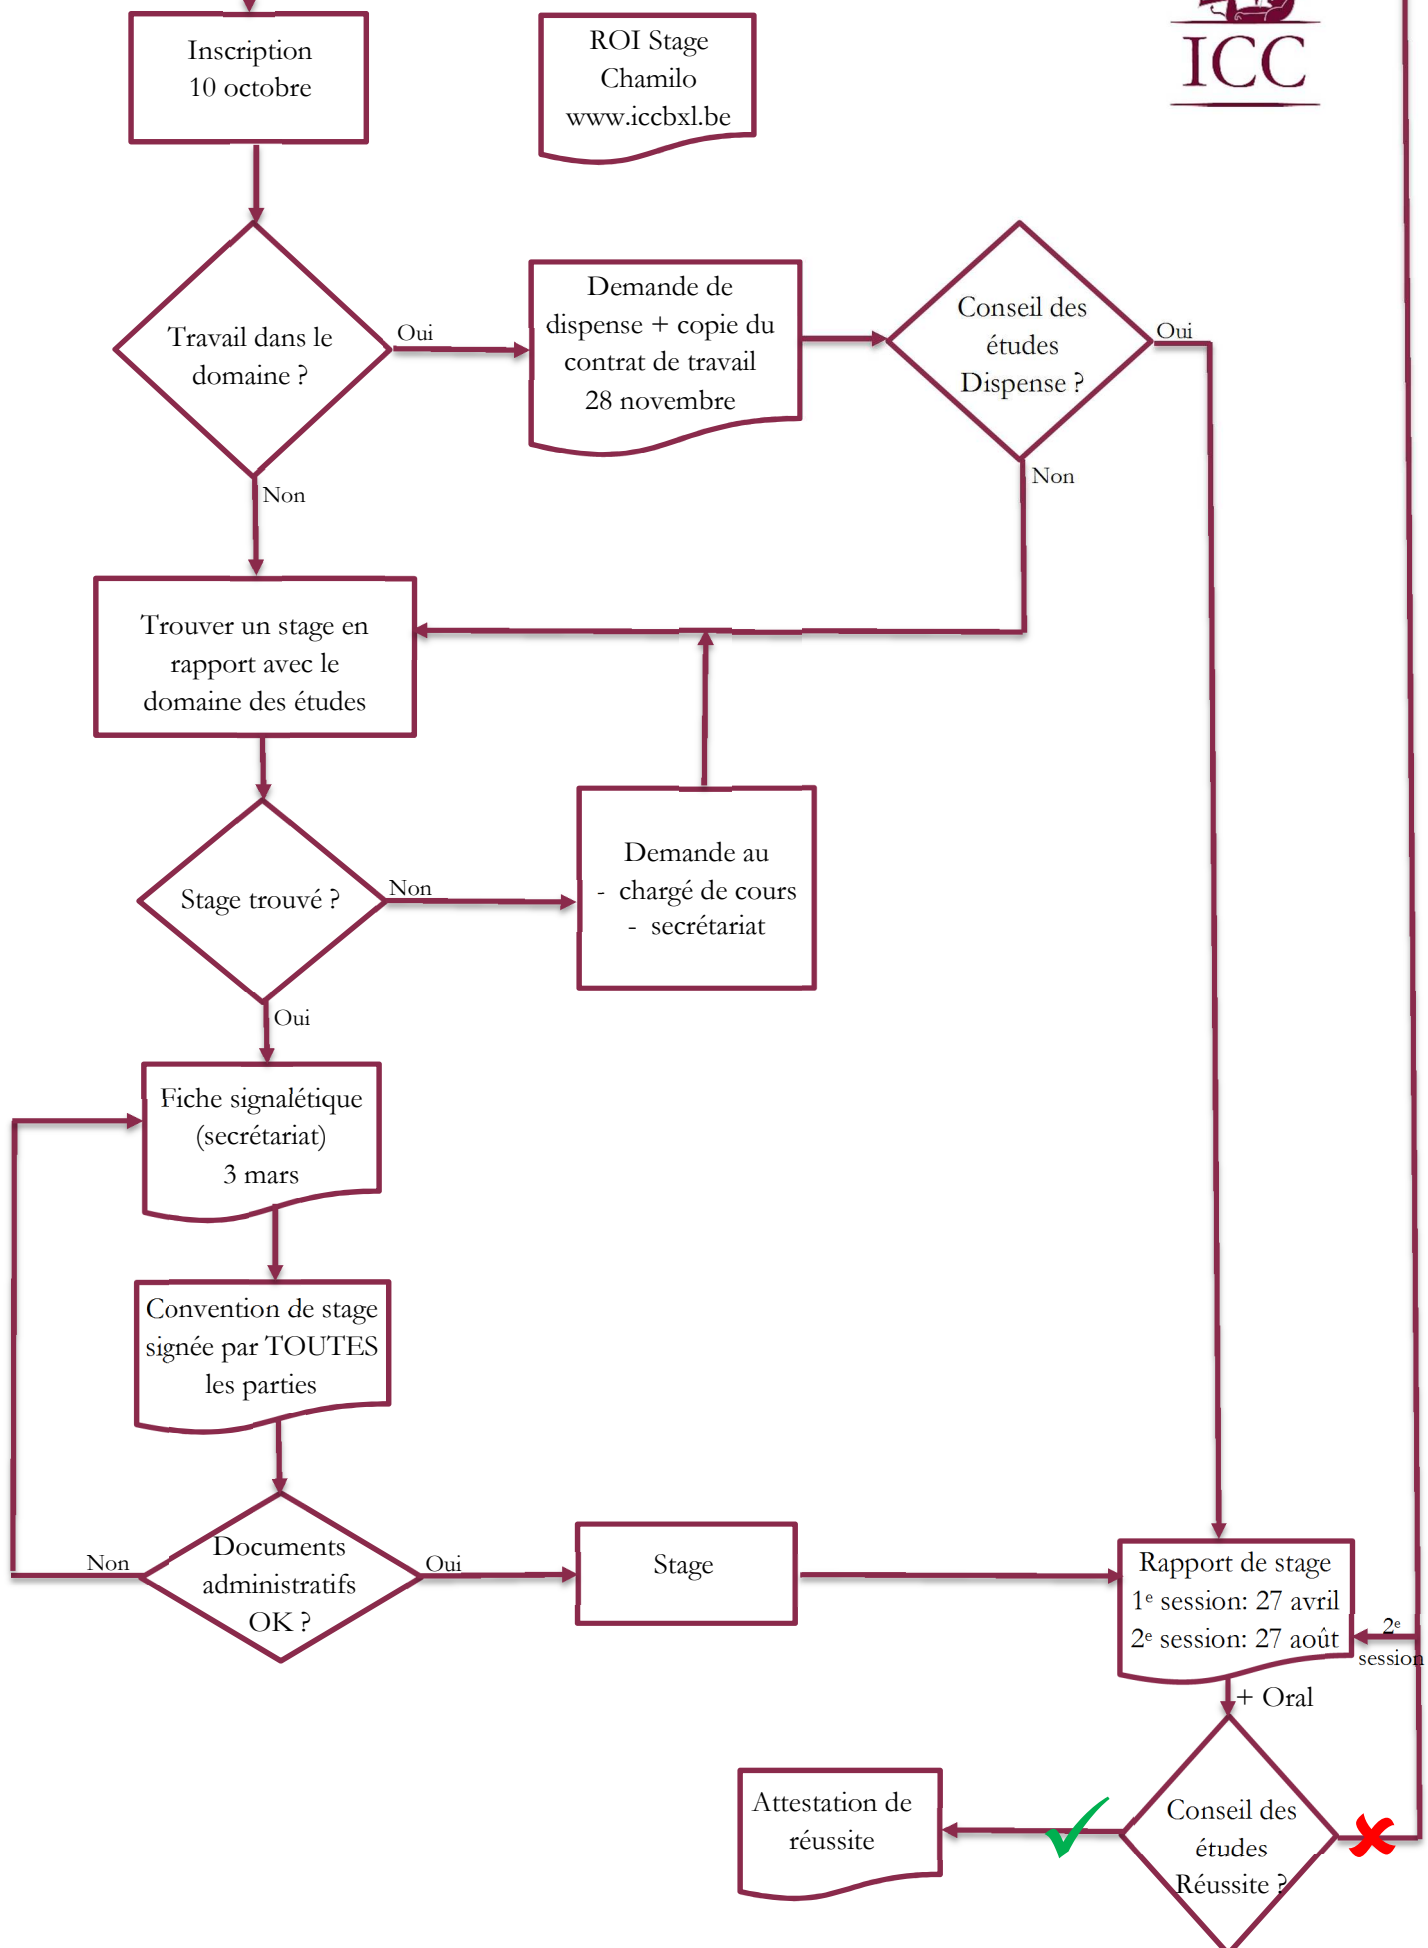 Inscription
10 octobre
ROI Stage
Chamilo
www.iccbxl.be
ICC
Travail dans le
domaine ?
Oui
Non
Demande de
dispense + copie du
contrat de travail
28 novembre
Conseil des
études
Dispense ?
Oui
Non
Trouver un stage en
rapport avec le
domaine des études
Stage trouvé ?
Non
Oui
Demande au
- chargé de cours
- secrétariat
Fiche signalétique
(secrétariat)
3 mars
Convention de stage
signée par TOUTES
les parties
Documents
administratifs
OK ?
Non
Oui
Stage
Rapport de stage
1e session: 27 avril
2e session: 27 août
2e
session
+ Oral
Conseil des
études
Réussite ?
Attestation de
réussite